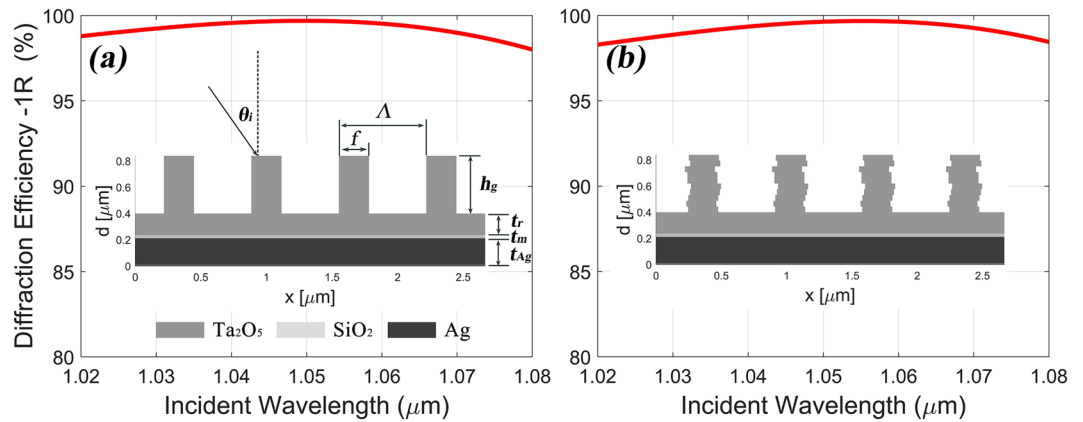 Diffraction Efficiency -1R (%)
100
95
90
85
80
(a)
θi
Λ
f
hg
tr
tm
tAg
d [μm]
0.8
0.6
0.4
0.2
0
0 0.5 1 1.5 2 2.5
x [μm]
Ta2O5 SiO2 Ag
1.02 1.03 1.04 1.05 1.06 1.07 1.08
Incident Wavelength (μm)
100
95
90
85
80
(b)
d [μm]
0.8
0.6
0.4
0.2
0
0 0.5 1 1.5 2 2.5
x [μm]
1.02 1.03 1.04 1.05 1.06 1.07 1.08
Incident Wavelength (μm)